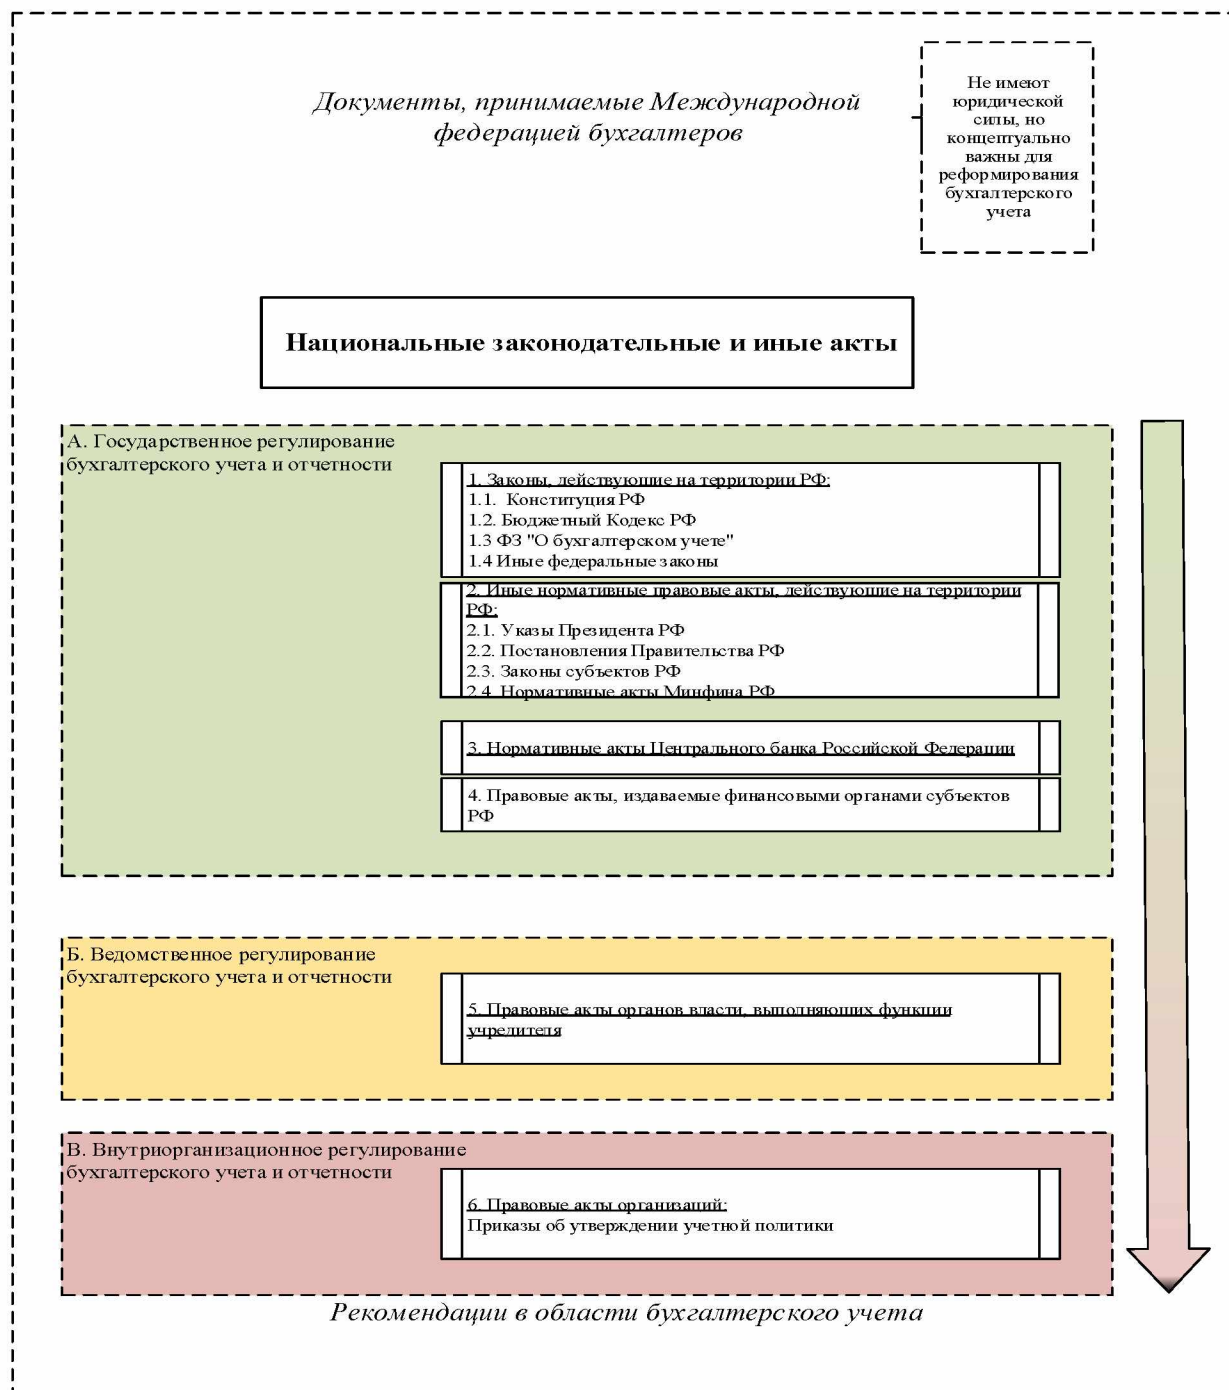 Документы, принимаемые Международной
федерацией бухгалтеров
Не имеют
юридической
силы, но
концептуально
важны для
реформирования
бухгалтерского
учета
Национальные законодательные и иные акты
А. Государственное регулирование
бухгалтерского учета и отчетности
1. Законы, действующие на территории РФ:
1.1. Конституция РФ
1.2. Бюджетный Кодекс РФ
1.3 ФЗ "О бухгалтерском учете"
1.4 Иные федеральные законы
2. Иные нормативные правовые акты, действующие на территории
РФ:
2.1. Указы Президента РФ
2.2. Постановления Правительства РФ
2.3. Законы субъектов РФ
2.4. Нормативные акты Минфина РФ
3. Нормативные акты Центрального банка Российской Федерации
4. Правовые акты, издаваемые финансовыми органами субъектов
РФ
Б. Ведомственное регулирование
бухгалтерского учета и отчетности
5. Правовые акты органов власти, выполняющих функции
учредителя
В. Внутриорганизационное регулирование
бухгалтерского учета и отчетности
6. Правовые акты организаций:
Приказы об утверждении учетной политики
Рекомендации в области бухгалтерского учета